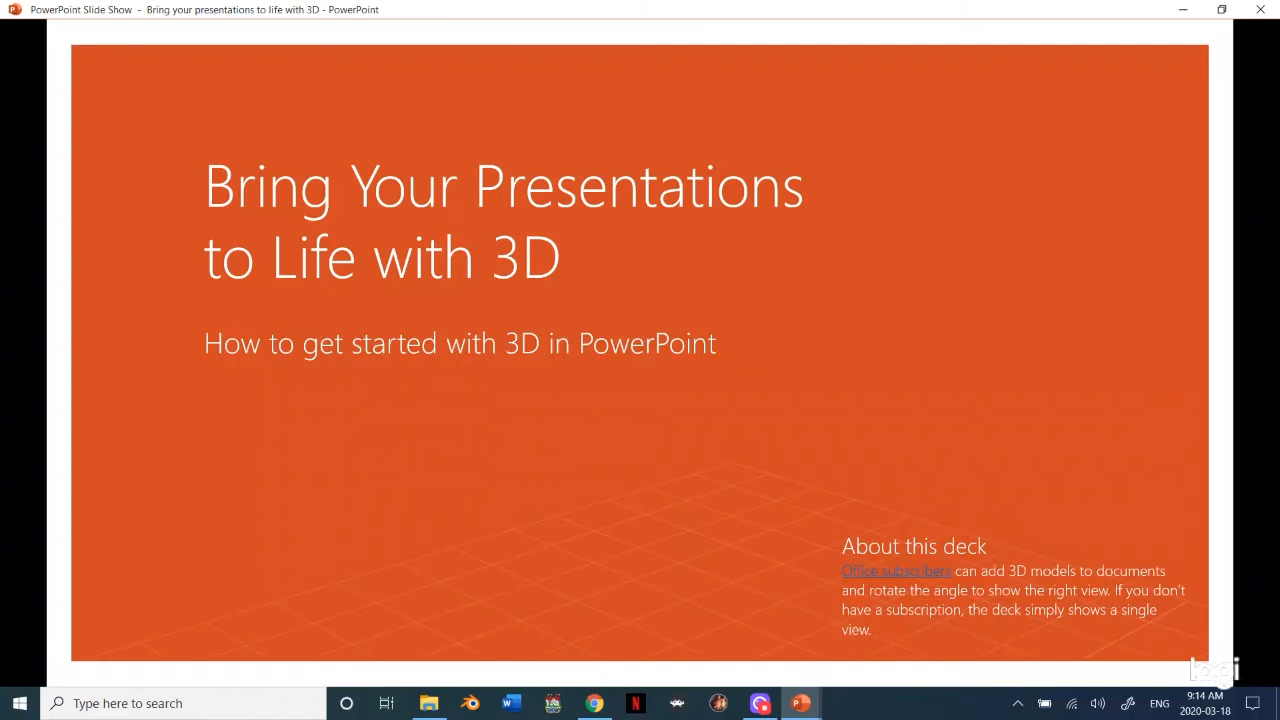 PowerPoint Slide Show - Bring your presentations to life with 3D - PowerPoint
Bring Your Presentations
to Life with 3D
How to get started with 3D in PowerPoint
About this deck
Office subscribers can add 3D models to documents
and rotate the angle to show the right view. If you don't
have a subscription, the deck simply shows a single
view.
Type here to search
ENG
9:14 AM
2020-03-18